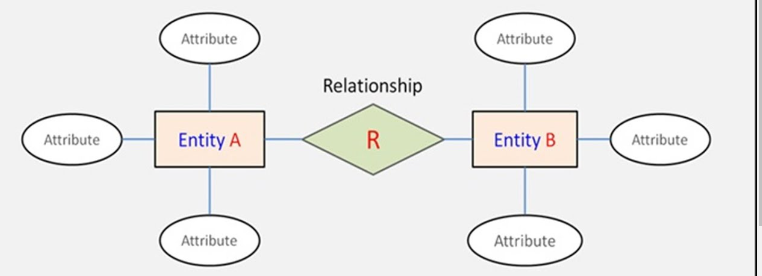 Attribute
Attribute
Relationship
Attribute
Entity A
R
Entity B
Attribute
Attribute
Attribute